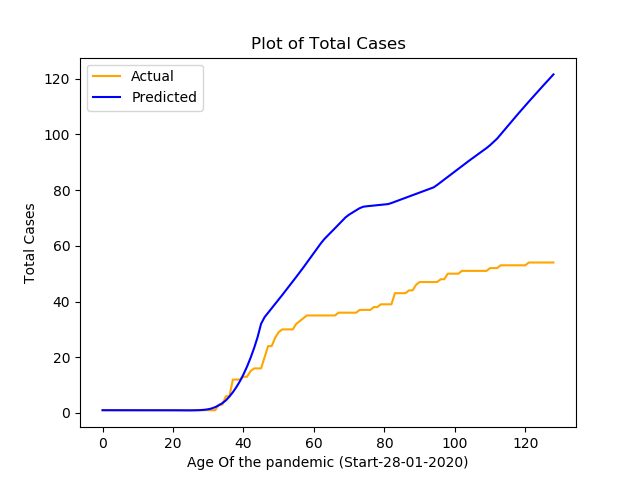 Plot of Total Cases
Actual
Predicted
120
100
80
60
40
20
0
Total Cases
0 20 40 60 80 100 120
Age Of the pandemic (Start-28-01-2020)